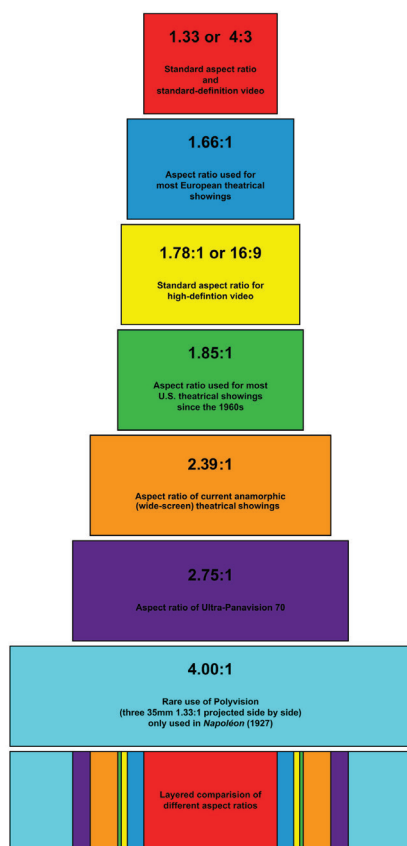 1.33 or 4:3
Standard aspect ratio
and
standard-definition video
1.66:1
Aspect ratio used for
most European theatrical
showings
1.78:1 or 16:9
Standard aspect ratio for
high-defintion video
1.85:1
Aspect ratio used for most
U.S. theatrical showings
since the 1960s
2.39:1
Aspect ratio of current anamorphic
(wide-screen) theatrical showings
2.75:1
Aspect ratio of Ultra-Panavision 70
4.00:1
Rare use of Polyvision
(three 35mm 1.33:1 projected side by side)
only used in Napoléon (1927)
Layered comparision of
different aspect ratios